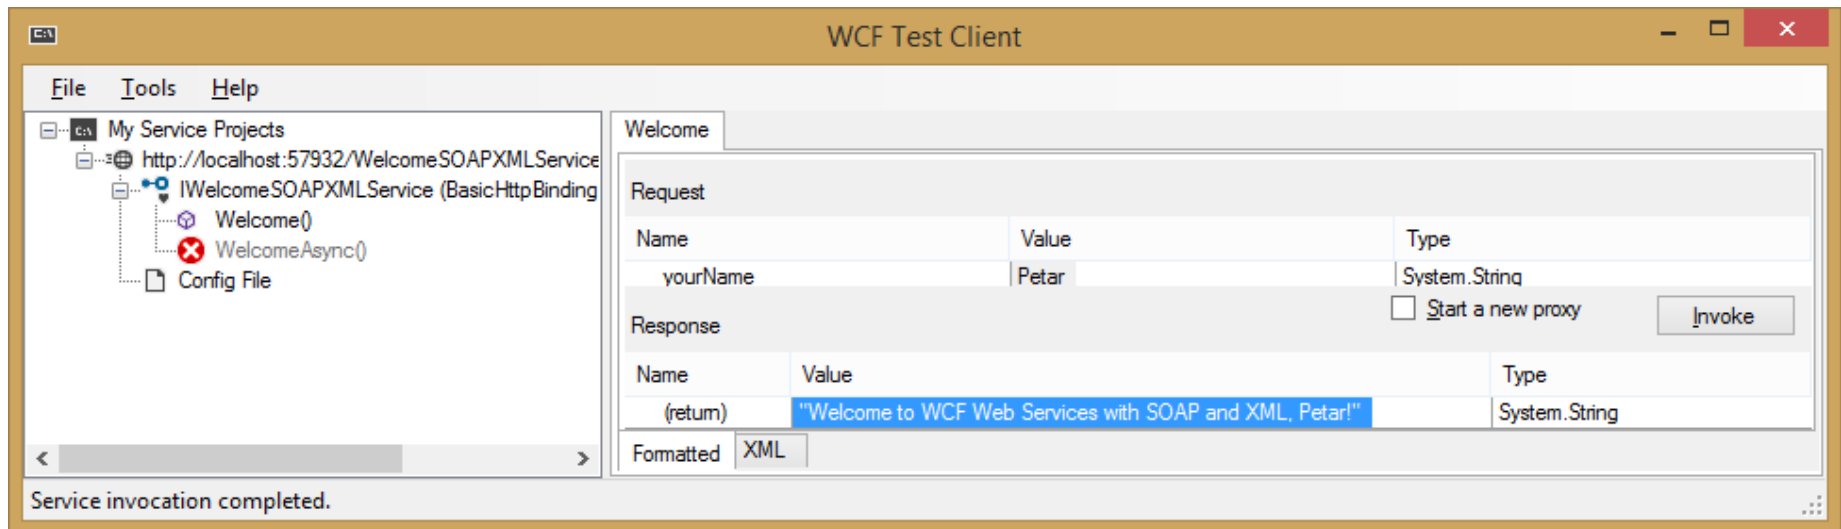 WCF Test Client
File Tools Help
My Service Projects
http://localhost:57932/WelcomeSOAPXMLService
IWelcomeSOAPXMLService (BasicHttpBinding
Welcome()
WelcomeAsync()
Config File
Welcome
Request
Name Value Type
yourName Petar System.String
Start a new proxy Invoke
Response
Name Value Type
(return) "Welcome to WCF Web Services with SOAP and XML, Petar!" System.String
Formatted XML
Service invocation completed.